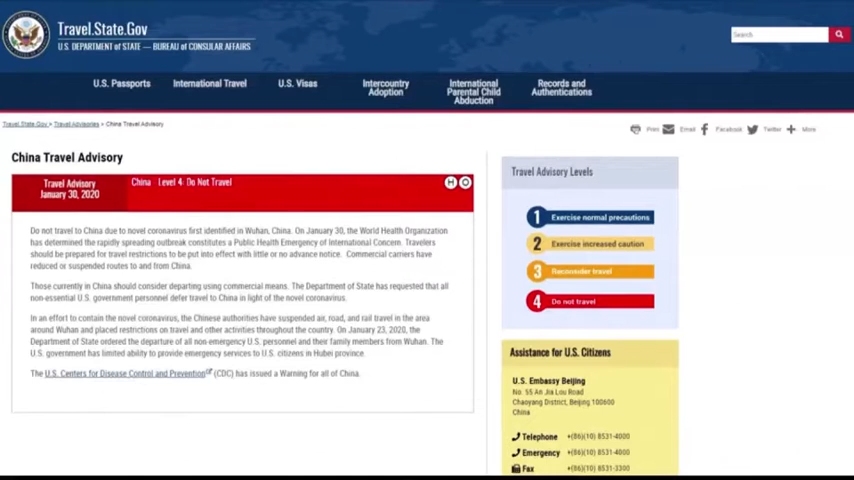 Travel.State.Gov
U.S. DEPARTMENT of STATE — BUREAU of CONSULAR AFFAIRS
Search
U.S. Passports
International Travel
U.S. Visas
Intercountry
Adoption
International
Parental Child
Abduction
Records and
Authentications
Travel.State.Gov > Travel Advisories > China Travel Advisory
Print
Email
Facebook
Twitter
More
China Travel Advisory
Travel Advisory
January 30, 2020
China Level 4: Do Not Travel
H O
Do not travel to China due to novel coronavirus first identified in Wuhan, China. On January 30, the World Health Organization
has determined the rapidly spreading outbreak constitutes a Public Health Emergency of International Concern. Travelers
should be prepared for travel restrictions to be put into effect with little or no advance notice. Commercial carriers have
reduced or suspended routes to and from China.
Those currently in China should consider departing using commercial means. The Department of State has requested that all
non-essential U.S. government personnel defer travel to China in light of the novel coronavirus.
In an effort to contain the novel coronavirus, the Chinese authorities have suspended air, road, and rail travel in the area
around Wuhan and placed restrictions on travel and other activities throughout the country. On January 23, 2020, the
Department of State ordered the departure of all non-emergency U.S. personnel and their family members from Wuhan. The
U.S. government has limited ability to provide emergency services to U.S. citizens in Hubei province.
The U.S. Centers for Disease Control and Prevention (CDC) has issued a Warning for all of China.
Travel Advisory Levels
1 Exercise normal precautions
2 Exercise increased caution
3 Reconsider travel
4 Do not travel
Assistance for U.S. Citizens
U.S. Embassy Beijing
No. 55 An Jia Lou Road
Chaoyang District, Beijing 100600
China
Telephone +(86)(10) 8531-4000
Emergency +(86)(10) 8531-4000
Fax +(86)(10) 8531-3300